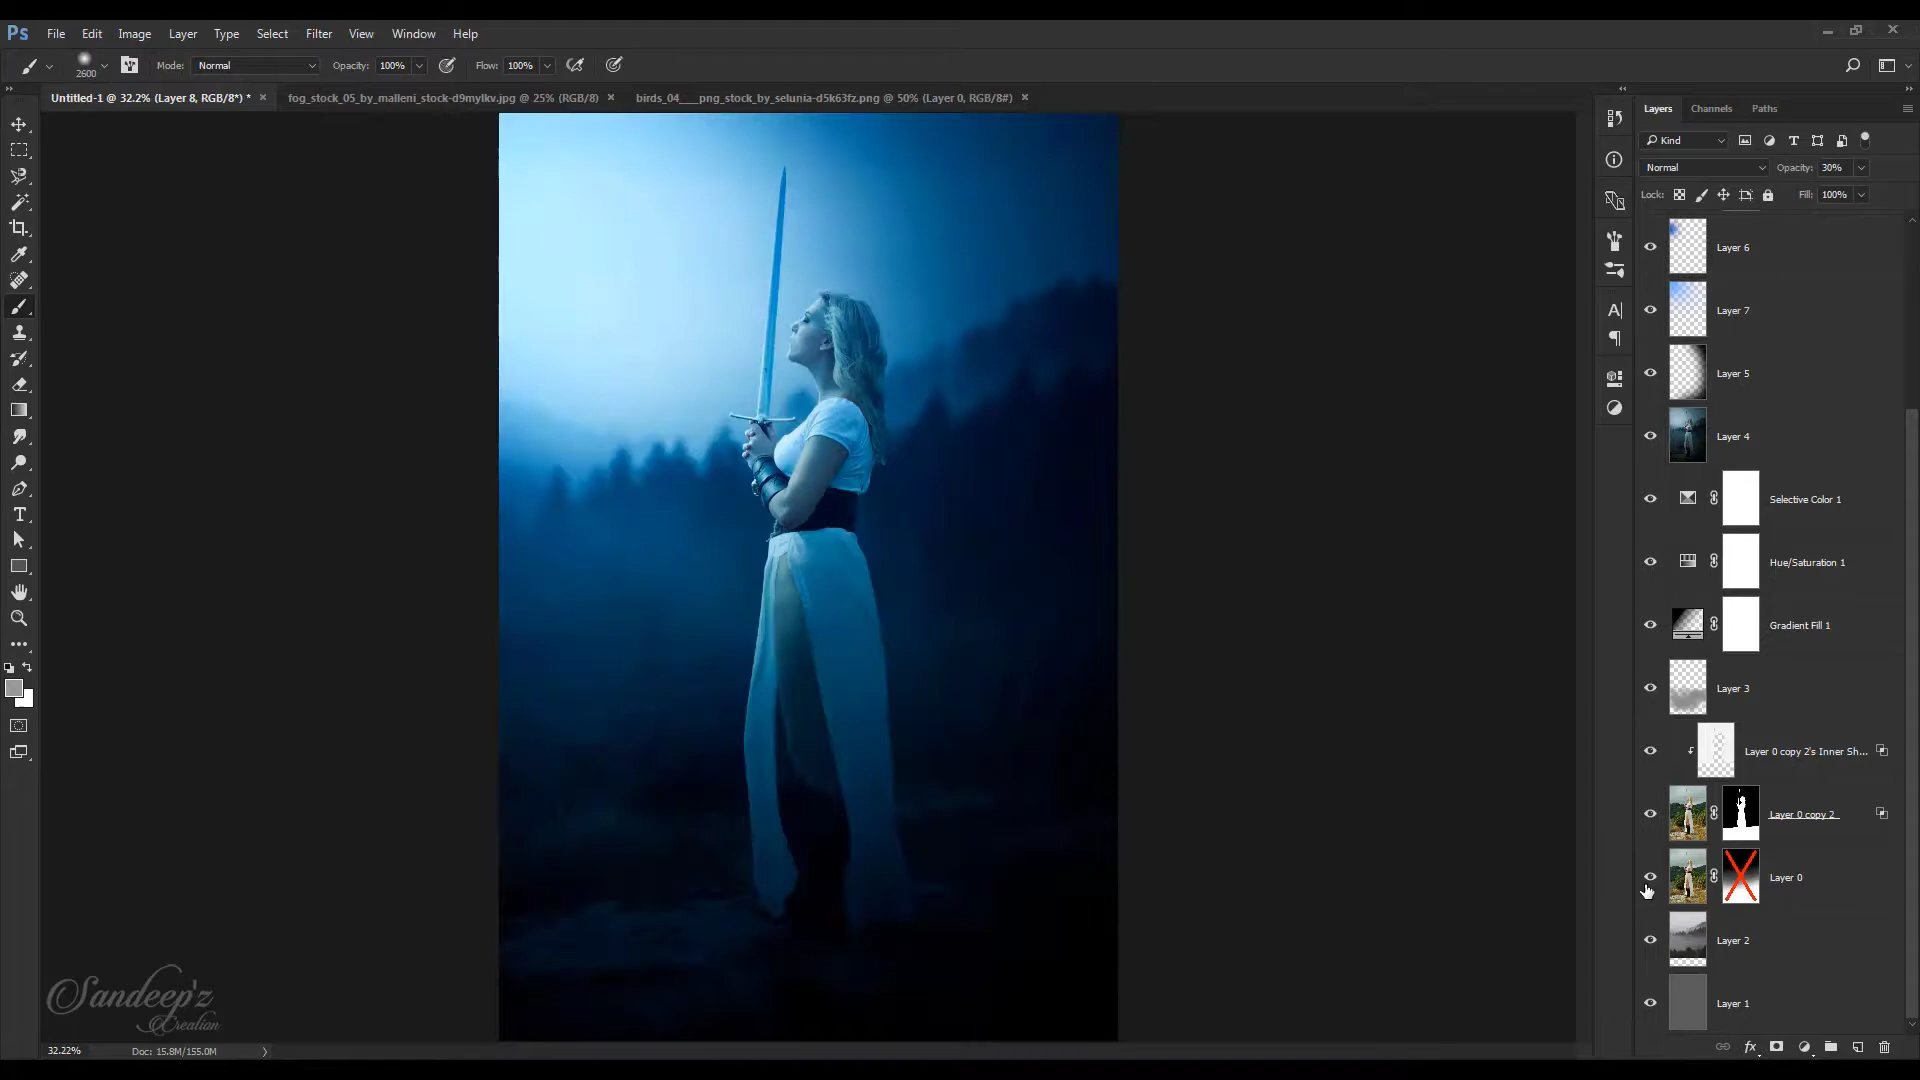 Ps File Edit Image Layer Type Select Filter 3D View Window Help
2600 Mode: Normal Opacity: 100% Flow: 100%
Untitled-1 @ 32.2% (Layer 8, RGB/8*) * × fog_stock_05_by_malleni_stock-d9mylkv.jpg @ 25% (RGB/8) × birds_04___png_stock_by_selunia-d5k63fz.png @ 50% (Layer 0, RGB/8#) ×
Layers Channels Paths
Kind
Normal Opacity: 30%
Lock: Fill: 100%
Layer 6
Layer 7
Layer 5
Layer 4
Selective Color 1
Hue/Saturation 1
Gradient Fill 1
Layer 3
Layer 0 copy 2's Inner Sh...
Layer 0 copy 2
Layer 0
Layer 2
Layer 1
Sandeep'z
Creation
32.22% Doc: 15.8M/155.0M